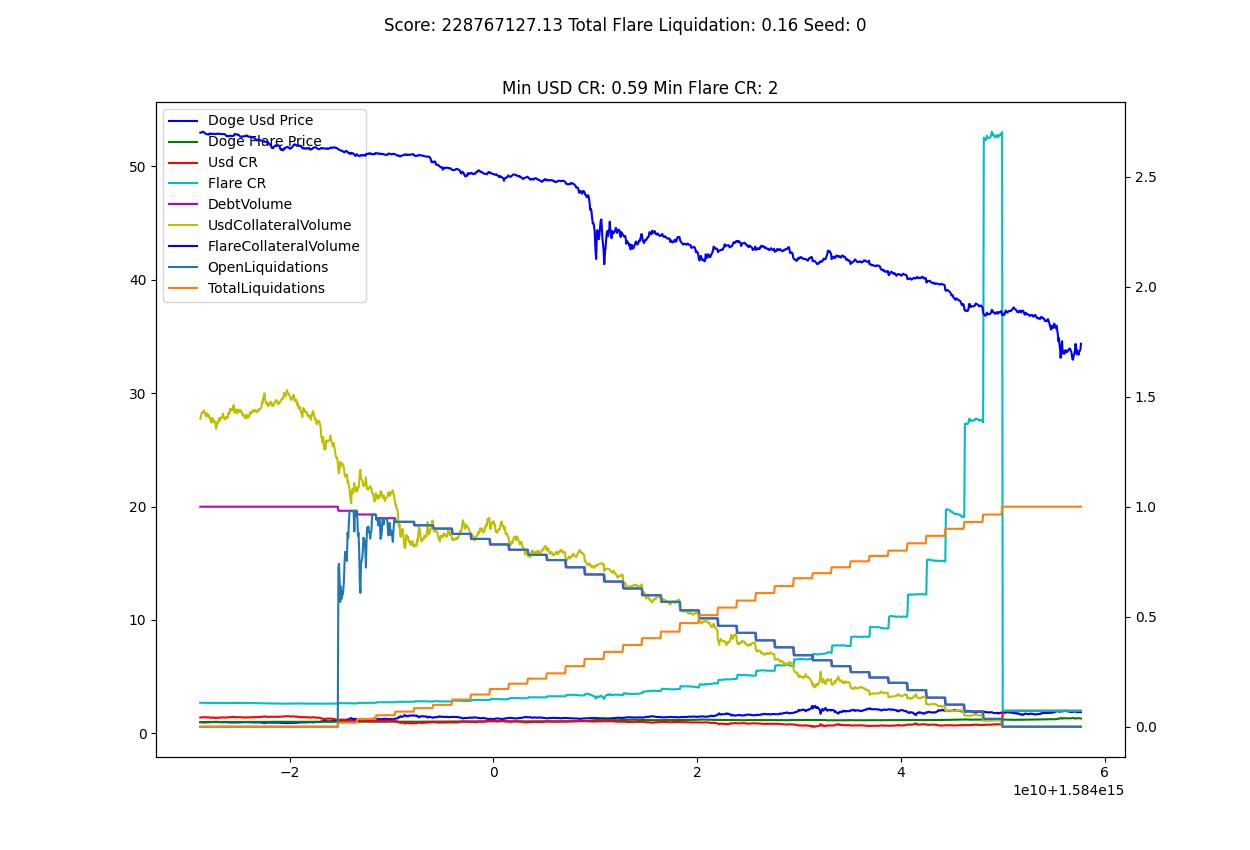 Score: 228767127.13 Total Flare Liquidation: 0.16 Seed: 0
Min USD CR: 0.59 Min Flare CR: 2
Doge Usd Price
Doge Flare Price
Usd CR
Flare CR
DebtVolume
UsdCollateralVolume
FlareCollateralVolume
OpenLiquidations
TotalLiquidations
50
40
30
20
10
0
2.5
2.0
1.5
1.0
0.5
0.0
−2
0
2
4
6
1e10+1.584e15